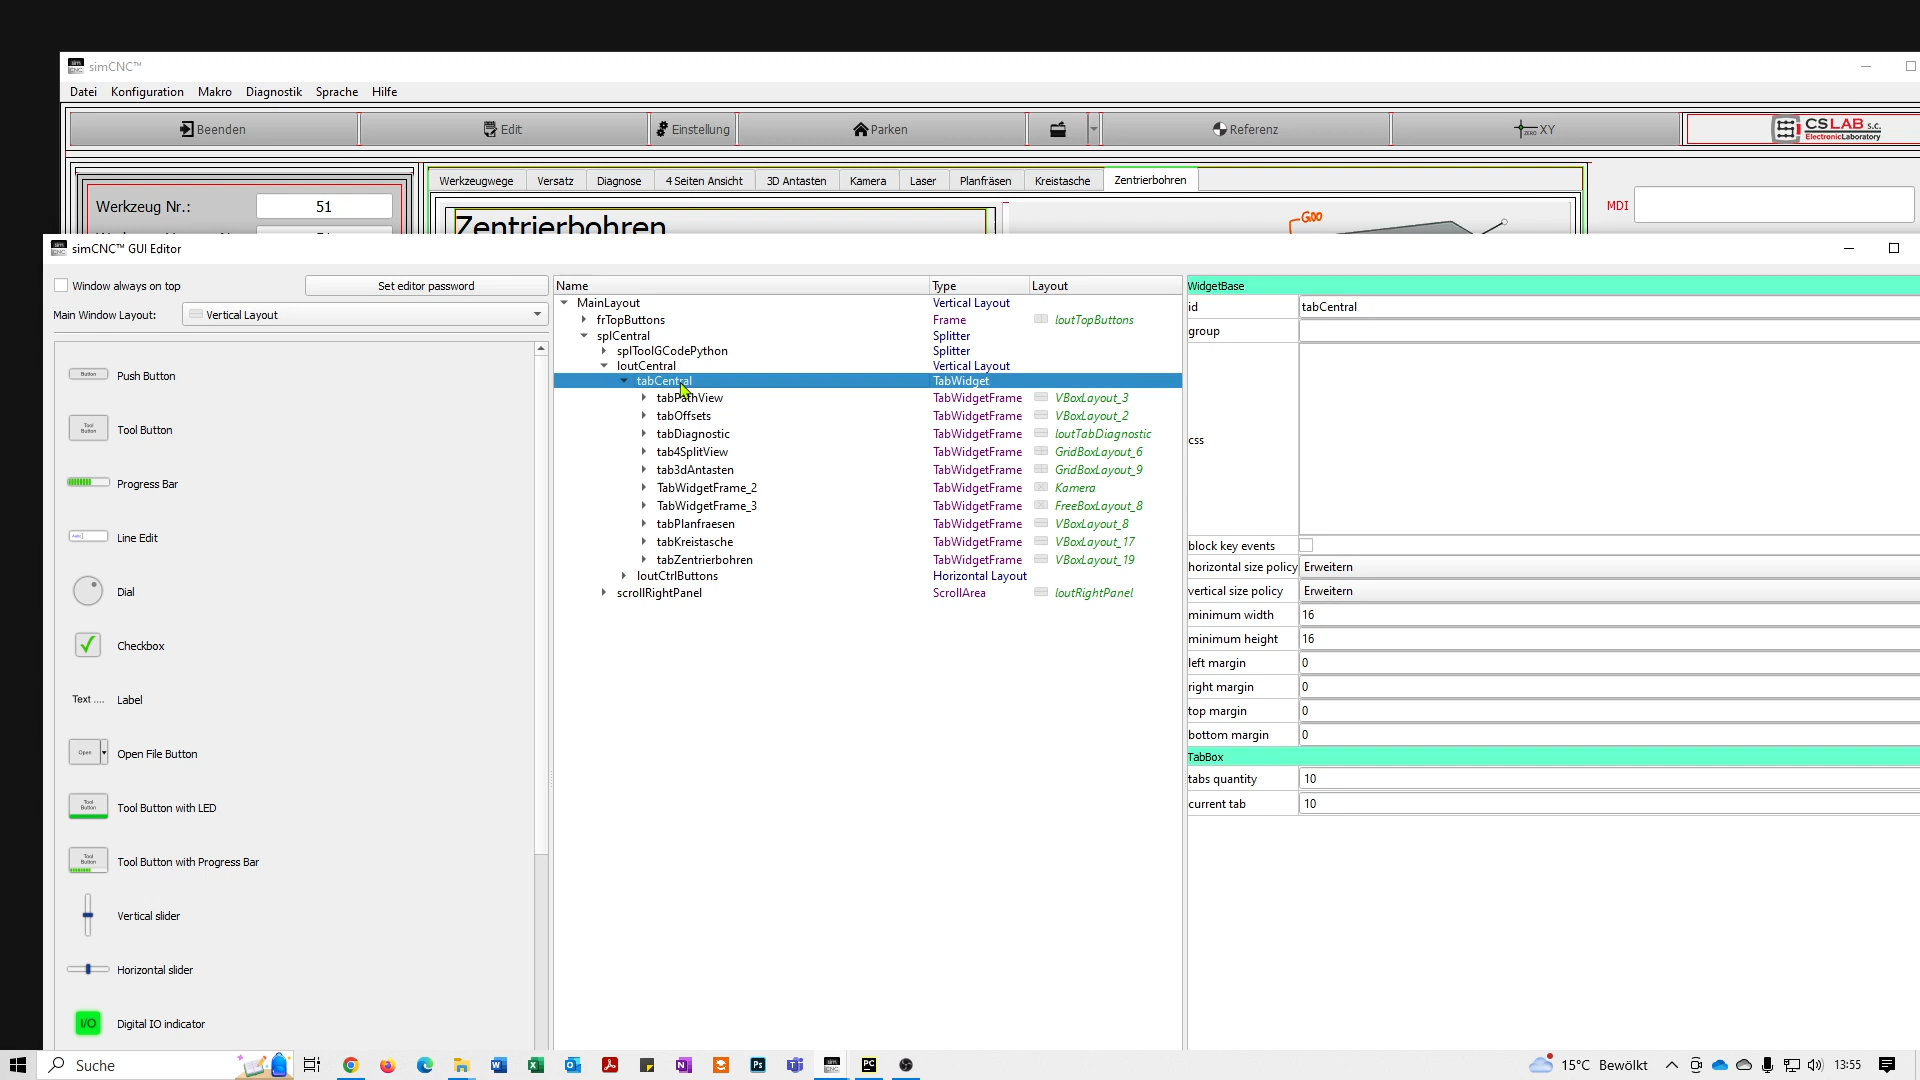 simCNC™
Datei Konfiguration Makro Diagnostik Sprache Hilfe
Beenden Edit Einstellung Parken Referenz XY CSLAB s.c. ElectronicLaboratory
Werkzeugwege Versatz Diagnose 4 Seiten Ansicht 3D Antasten Kamera Laser Planfräsen Kreistasche Zentrierbohren
Werkzeug Nr.: 51
MDI
Zentrierbohren
G00
simCNC™ GUI Editor
Window always on top
Set editor password
Main Window Layout: Vertical Layout
Push Button
Tool Button
Progress Bar
Line Edit
Dial
Checkbox
Text .... Label
Open Open File Button
Tool Button with LED
Tool Button with Progress Bar
Vertical slider
Horizontal slider
I/O Digital IO indicator
Name Type Layout
MainLayout Vertical Layout
frTopButtons Frame loutTopButtons
splCentral Splitter
splToolGCodePython Splitter
loutCentral Vertical Layout
tabCentral TabWidget
tabPathView TabWidgetFrame VBoxLayout_3
tabOffsets TabWidgetFrame VBoxLayout_2
tabDiagnostic TabWidgetFrame loutTabDiagnostic
tab4SplitView TabWidgetFrame GridBoxLayout_6
tab3dAntasten TabWidgetFrame GridBoxLayout_9
TabWidgetFrame_2 TabWidgetFrame Kamera
TabWidgetFrame_3 TabWidgetFrame FreeBoxLayout_8
tabPlanfraesen TabWidgetFrame VBoxLayout_8
tabKreistasche TabWidgetFrame VBoxLayout_17
tabZentrierbohren TabWidgetFrame VBoxLayout_19
loutCtrlButtons Horizontal Layout
scrollRightPanel ScrollArea loutRightPanel
WidgetBase
id tabCentral
group
css
block key events
horizontal size policy Erweitern
vertical size policy Erweitern
minimum width 16
minimum height 16
left margin 0
right margin 0
top margin 0
bottom margin 0
TabBox
tabs quantity 10
current tab 10
Suche
15°C Bewölkt
13:55